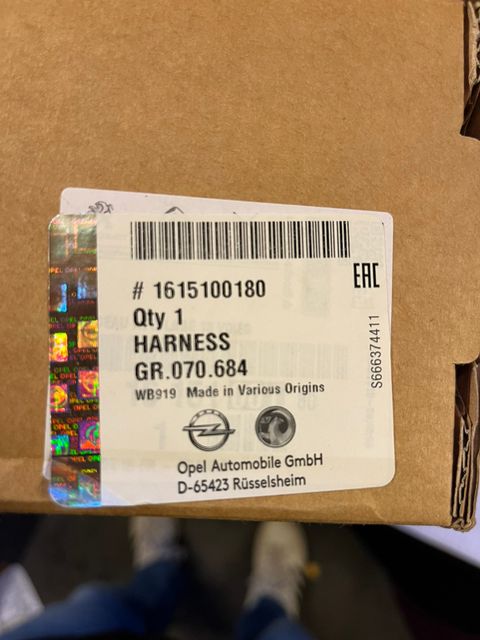 EAC
# 1615100180
Qty 1
HARNESS
GR.070.684
WB919 Made in Various Origins
Opel Automobile GmbH
D-65423 Rüsselsheim
S666374411